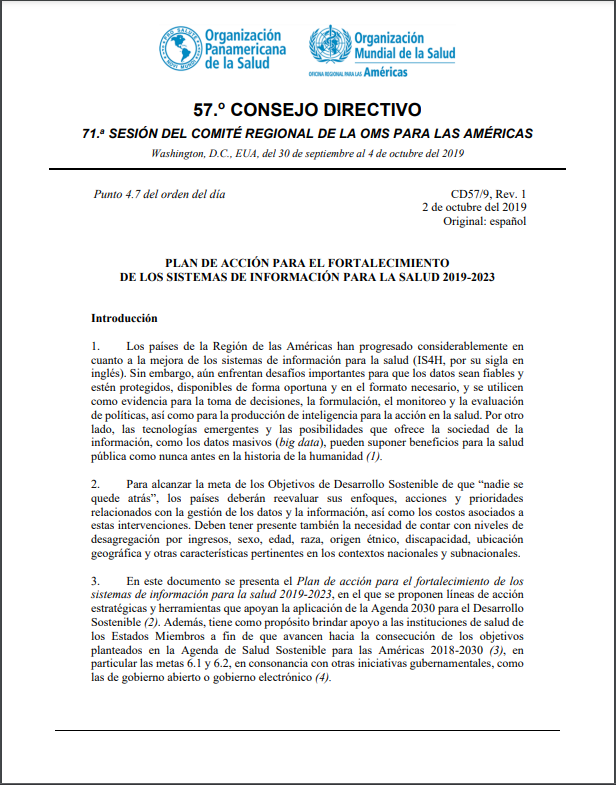 Organización
Panamericana
de la Salud
Organización
Mundial de la Salud
OFICINA REGIONAL PARA LAS Américas
57.º CONSEJO DIRECTIVO
71.ª SESIÓN DEL COMITÉ REGIONAL DE LA OMS PARA LAS AMÉRICAS
Washington, D.C., EUA, del 30 de septiembre al 4 de octubre del 2019
Punto 4.7 del orden del día
CD57/9, Rev. 1
2 de octubre del 2019
Original: español
PLAN DE ACCIÓN PARA EL FORTALECIMIENTO
DE LOS SISTEMAS DE INFORMACIÓN PARA LA SALUD 2019-2023
Introducción
1. Los países de la Región de las Américas han progresado considerablemente en
cuanto a la mejora de los sistemas de información para la salud (IS4H, por su sigla en
inglés). Sin embargo, aún enfrentan desafíos importantes para que los datos sean fiables y
estén protegidos, disponibles de forma oportuna y en el formato necesario, y se utilicen
como evidencia para la toma de decisiones, la formulación, el monitoreo y la evaluación
de políticas, así como para la producción de inteligencia para la acción en la salud. Por otro
lado, las tecnologías emergentes y las posibilidades que ofrece la sociedad de la
información, como los datos masivos (big data), pueden suponer beneficios para la salud
pública como nunca antes en la historia de la humanidad (1).
2. Para alcanzar la meta de los Objetivos de Desarrollo Sostenible de que “nadie se
quede atrás”, los países deberán reevaluar sus enfoques, acciones y prioridades
relacionados con la gestión de los datos y la información, así como los costos asociados a
estas intervenciones. Deben tener presente también la necesidad de contar con niveles de
desagregación por ingresos, sexo, edad, raza, origen étnico, discapacidad, ubicación
geográfica y otras características pertinentes en los contextos nacionales y subnacionales.
3. En este documento se presenta el Plan de acción para el fortalecimiento de los
sistemas de información para la salud 2019-2023, en el que se proponen líneas de acción
estratégicas y herramientas que apoyan la aplicación de la Agenda 2030 para el Desarrollo
Sostenible (2). Además, tiene como propósito brindar apoyo a las instituciones de salud de
los Estados Miembros a fin de que avancen hacia la consecución de los objetivos
planteados en la Agenda de Salud Sostenible para las Américas 2018-2030 (3), en
particular las metas 6.1 y 6.2, en consonancia con otras iniciativas gubernamentales, como
las de gobierno abierto o gobierno electrónico (4).